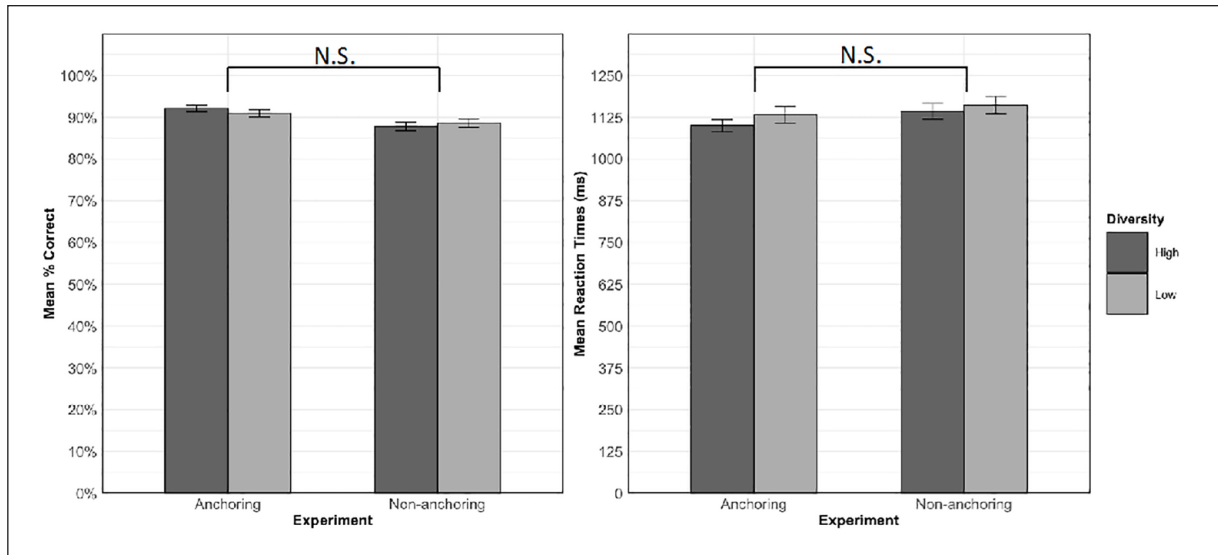 N.S.
100%
90%
80%
70%
60%
50%
40%
30%
20%
10%
0%
Mean % Correct
Anchoring
Non-anchoring
Experiment
N.S.
1250
1125
1000
875
750
625
500
375
250
125
0
Mean Reaction Times (ms)
Anchoring
Non-anchoring
Experiment
Diversity
High
Low